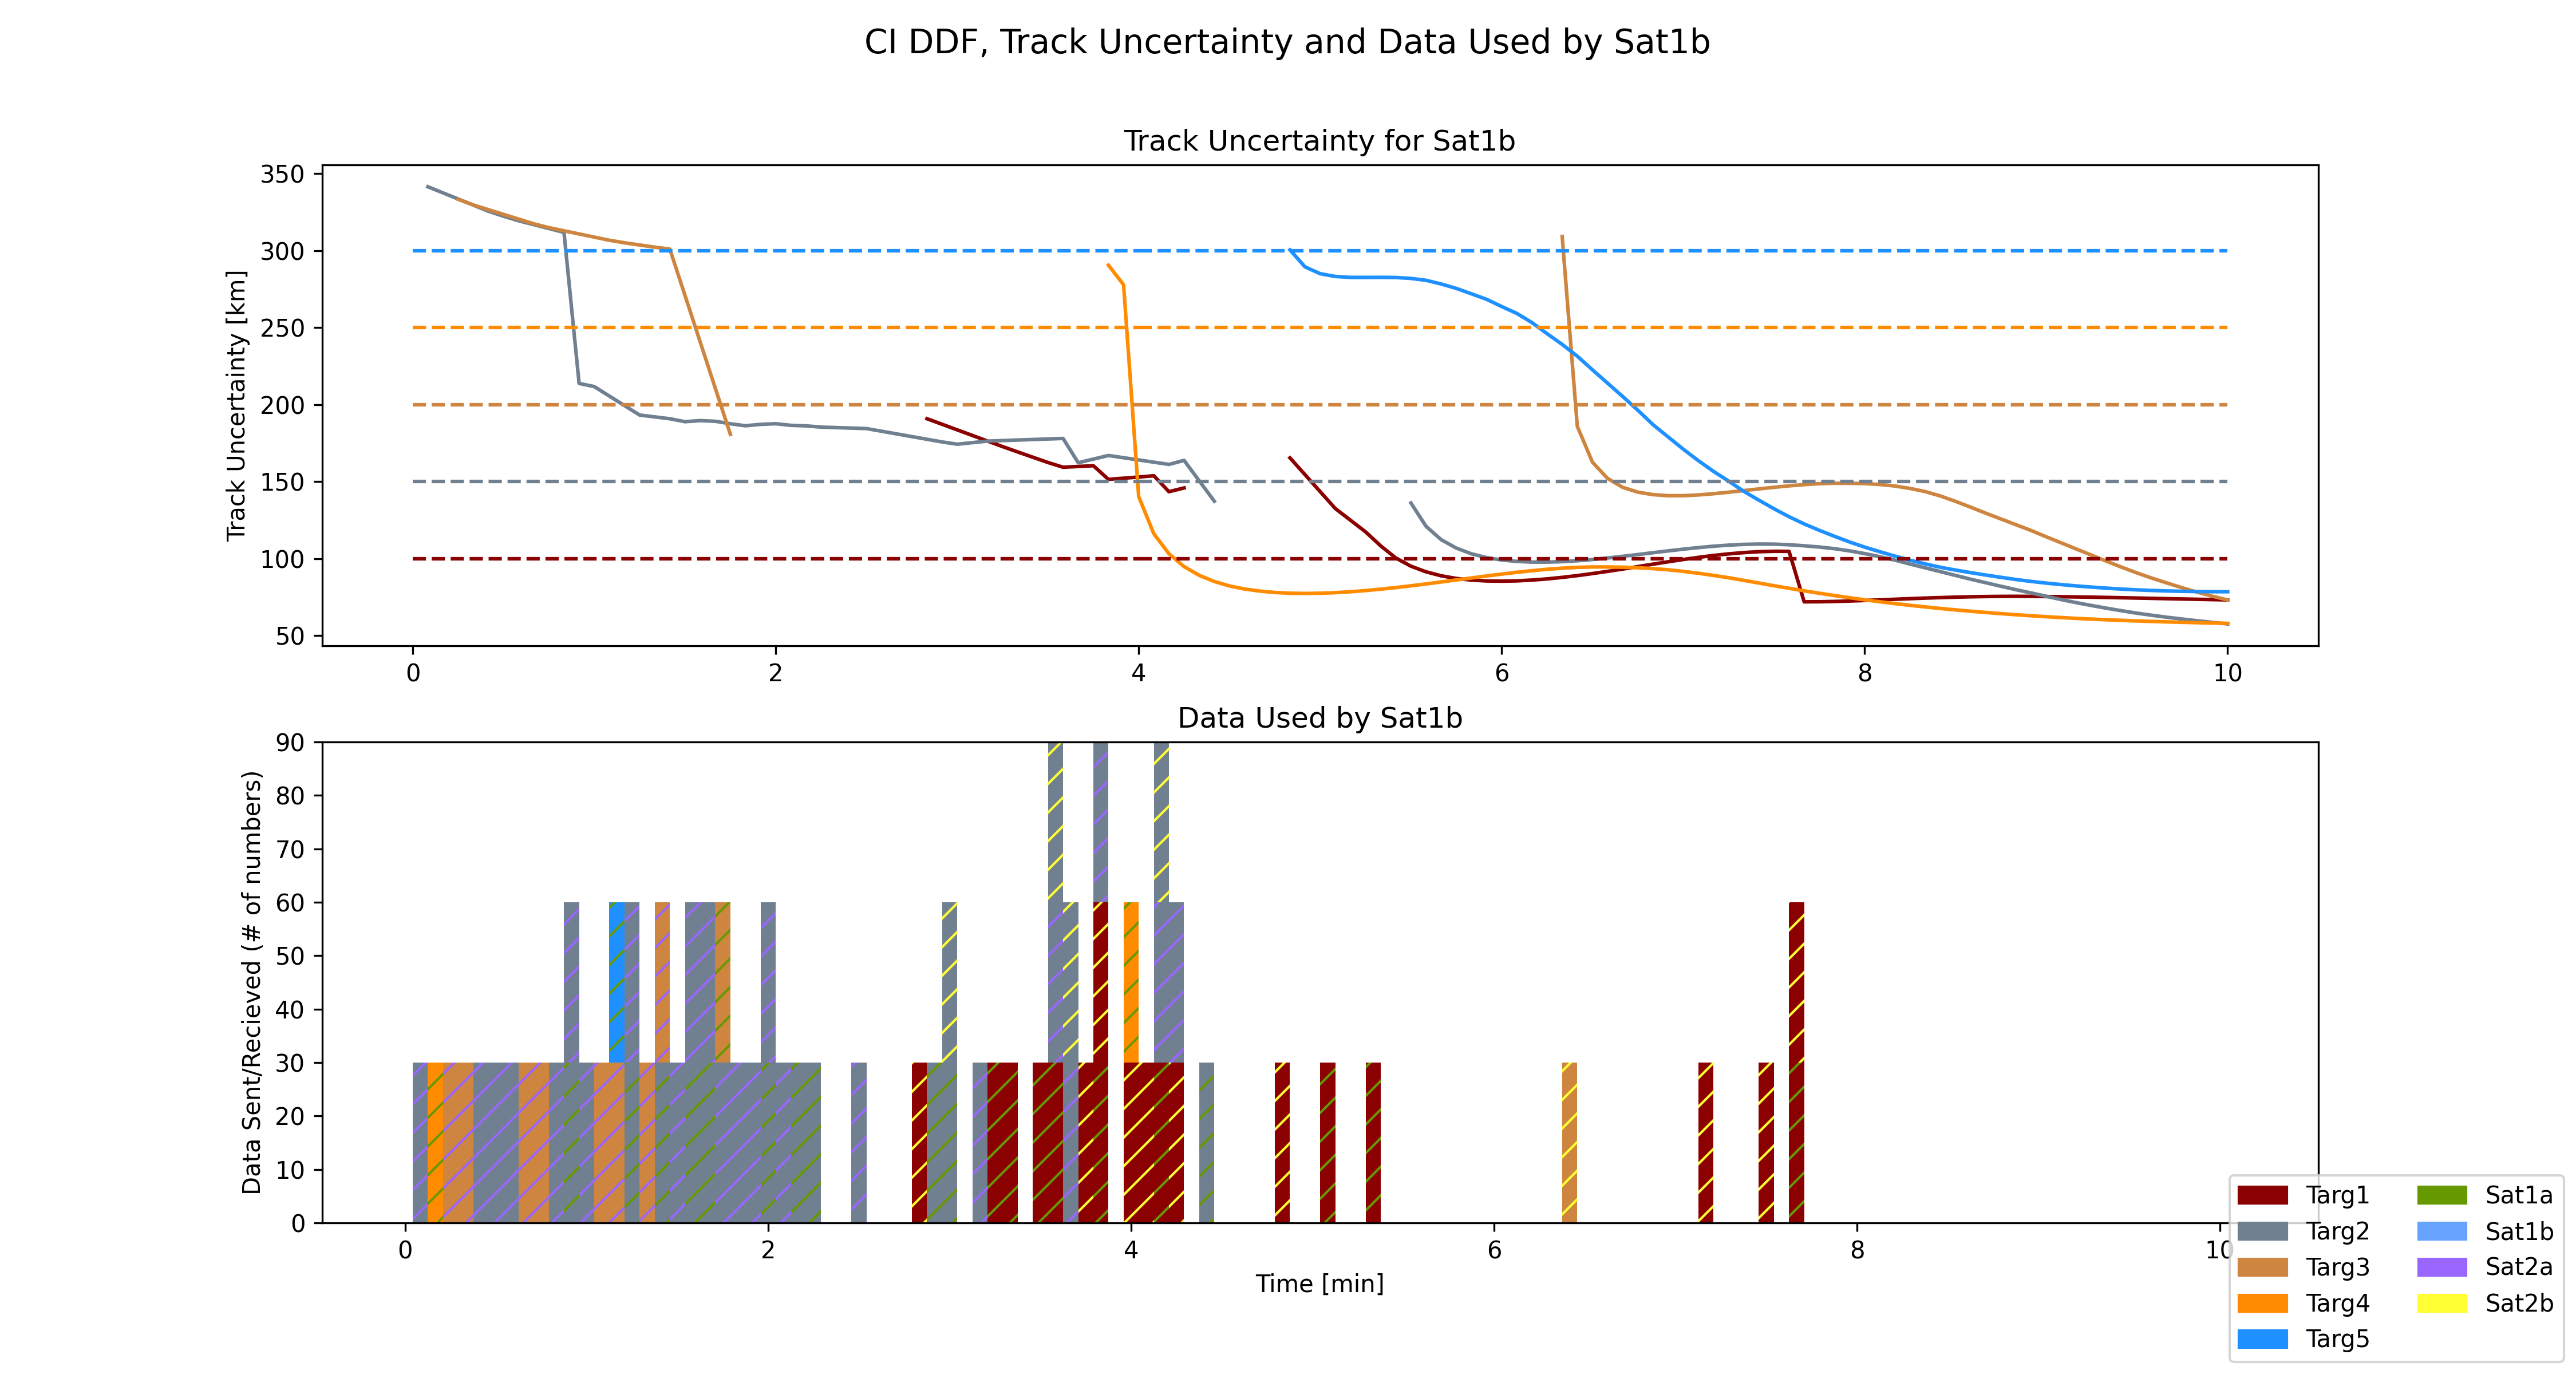 CI DDF, Track Uncertainty and Data Used by Sat1b
Track Uncertainty for Sat1b
Track Uncertainty [km]
350
300
250
200
150
100
50
0 2 4 6 8 10
Data Used by Sat1b
Data Sent/Recieved (# of numbers)
90
80
70
60
50
40
30
20
10
0
0 2 4 6 8 10
Time [min]
Targ1 Sat1a
Targ2 Sat1b
Targ3 Sat2a
Targ4 Sat2b
Targ5